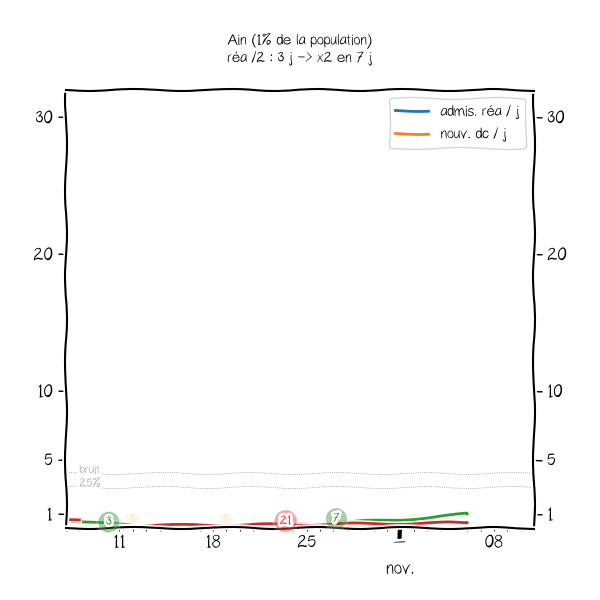 Ain (1% de la population)
réa /2 : 3 j -> x2 en 7 j
admis. réa / j
nouv. dc / j
30 30
20 20
10 10
5 5
bruit
25%
1 1
3 21 7
11 18 25 1 08
nov.